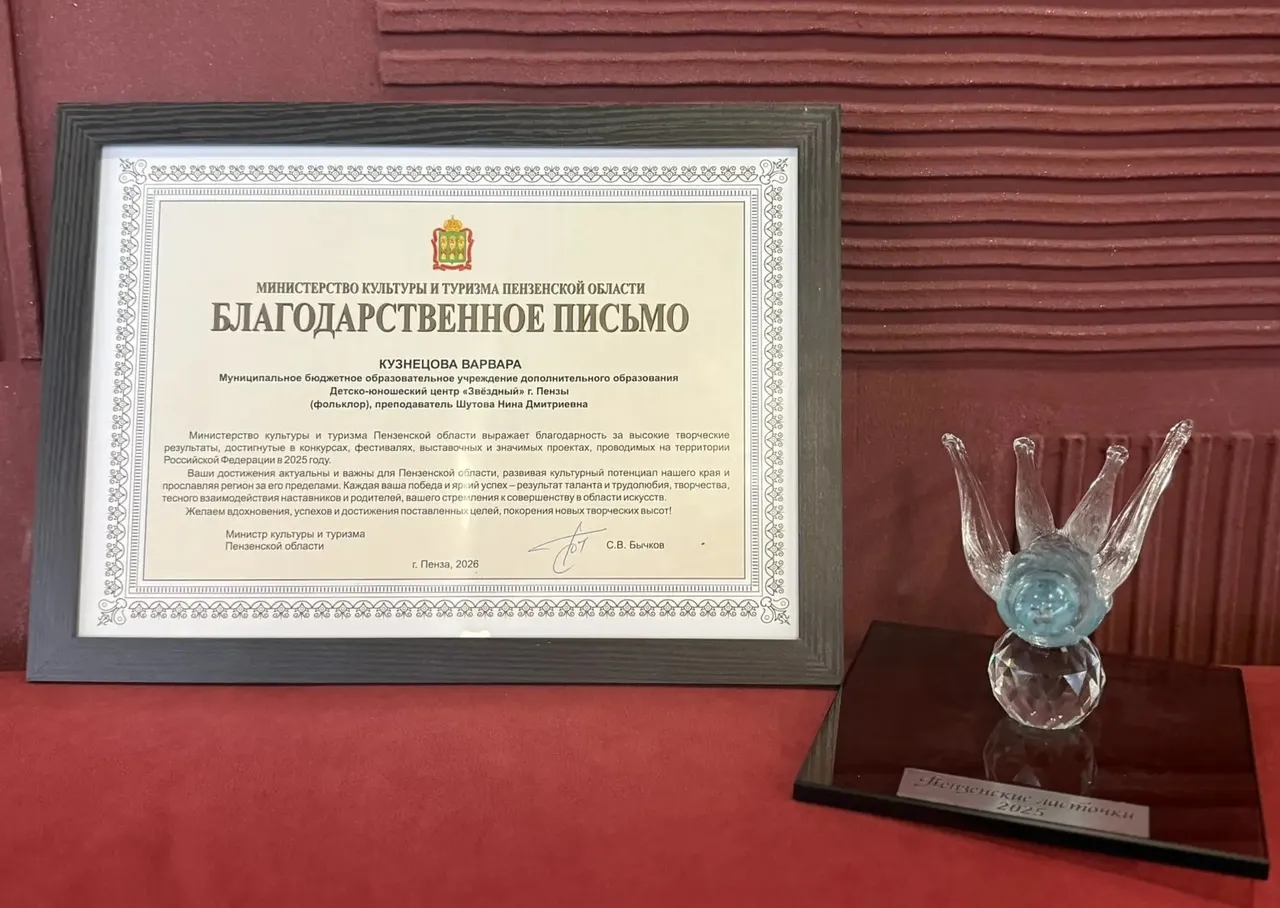 МИНИСТЕРСТВО КУЛЬТУРЫ И ТУРИЗМА ПЕНЗЕНСКОЙ ОБЛАСТИ
БЛАГОДАРСТВЕННОЕ ПИСЬМО
КУЗНЕЦОВА ВАРВАРА
Муниципальное бюджетное образовательное учреждение дополнительного образования
Детско-юношеский центр «Звёздный» г. Пензы
(фольклор), преподаватель Шутова Нина Дмитриевна
Министерство культуры и туризма Пензенской области выражает благодарность за высокие творческие
результаты, достигнутые в конкурсах, фестивалях, выставочных и значимых проектах, проводимых на территории
Российской Федерации в 2025 году.
Ваши достижения актуальны и важны для Пензенской области, развивая культурный потенциал нашего края и
прославляя регион за его пределами. Каждая ваша победа и яркий успех – результат таланта и трудолюбия, творчества,
тесного взаимодействия наставников и родителей, вашего стремления к совершенству в области искусств.
Желаем вдохновения, успехов и достижения поставленных целей, покорения новых творческих высот!
Министр культуры и туризма
Пензенской области
С.В. Бычков
г. Пенза, 2026
Пензенские ласточки
2025